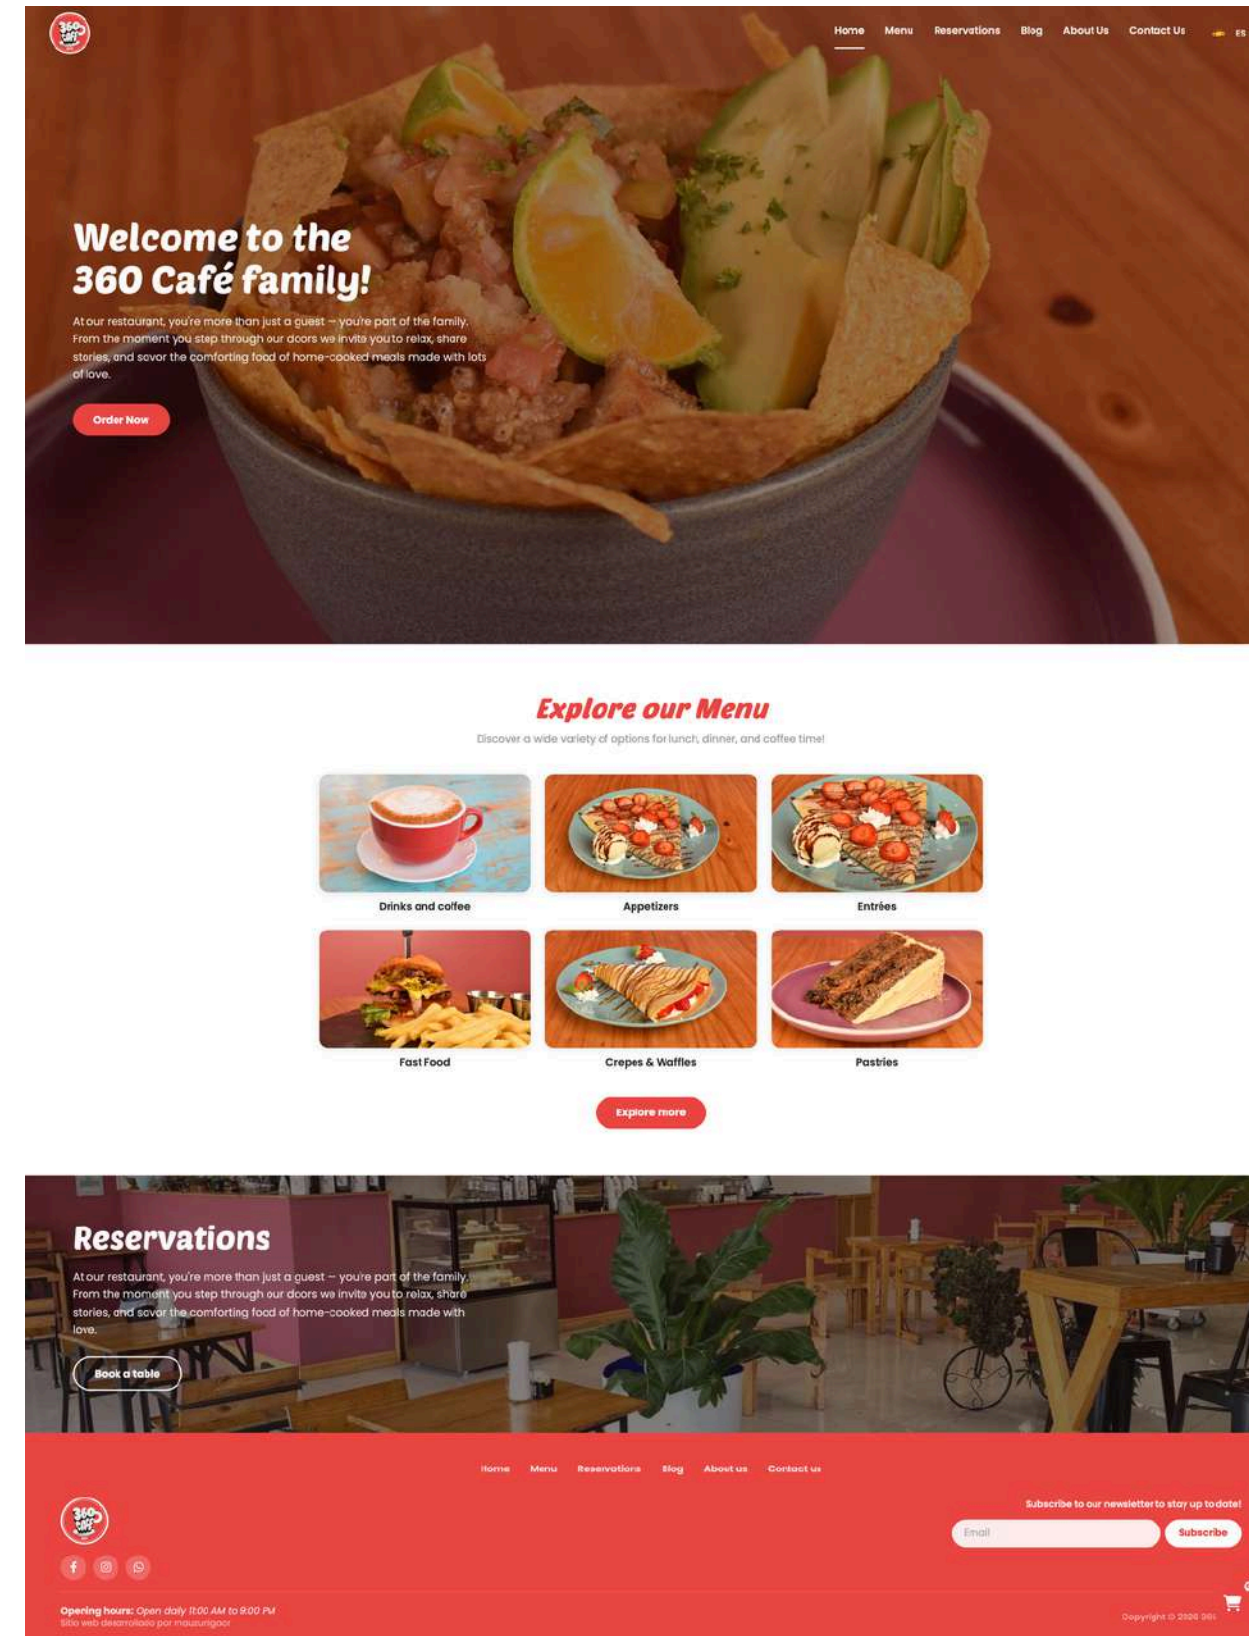 360 CAFÉ
Home Menu Reservations Blog About Us Contact Us ES
Welcome to the
360 Café family!
At our restaurant, you're more than just a guest — you're part of the family.
From the moment you step through our doors we invite you to relax, share
stories, and savor the comforting food of home-cooked meals made with lots
of love.
Order Now
Explore our Menu
Discover a wide variety of options for lunch, dinner, and coffee time!
Drinks and coffee
Appetizers
Entrées
Fast Food
Crepes & Waffles
Pastries
Explore more
Reservations
At our restaurant, you're more than just a guest — you're part of the family.
From the moment you step through our doors we invite you to relax, share
stories, and savor the comforting food of home-cooked meals made with
love.
Book a table
Home Menu Reservations Blog About us Contact us
360 CAFÉ
Subscribe to our newsletter to stay up to date!
Email
Subscribe
Opening hours: Open daily 11:00 AM to 9:00 PM
Sitio web desarrollado por
Copyright ©